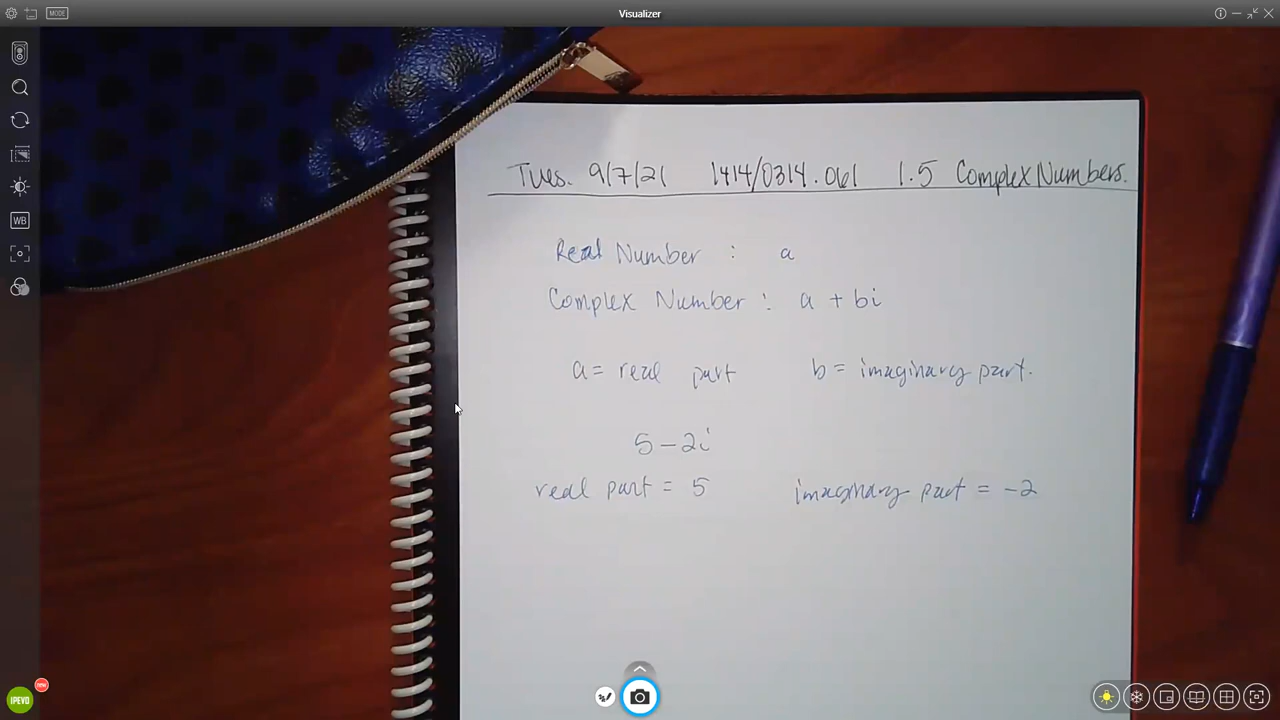 MODE
Visualizer
WB
Tues. 9/7/21 1414/0314.061 1.5 Complex Numbers.
Real Number : a
Complex Number : a + bi
a = real part b = imaginary part.
5 - 2i
real part = 5 imaginary part = -2
IPEVO
new